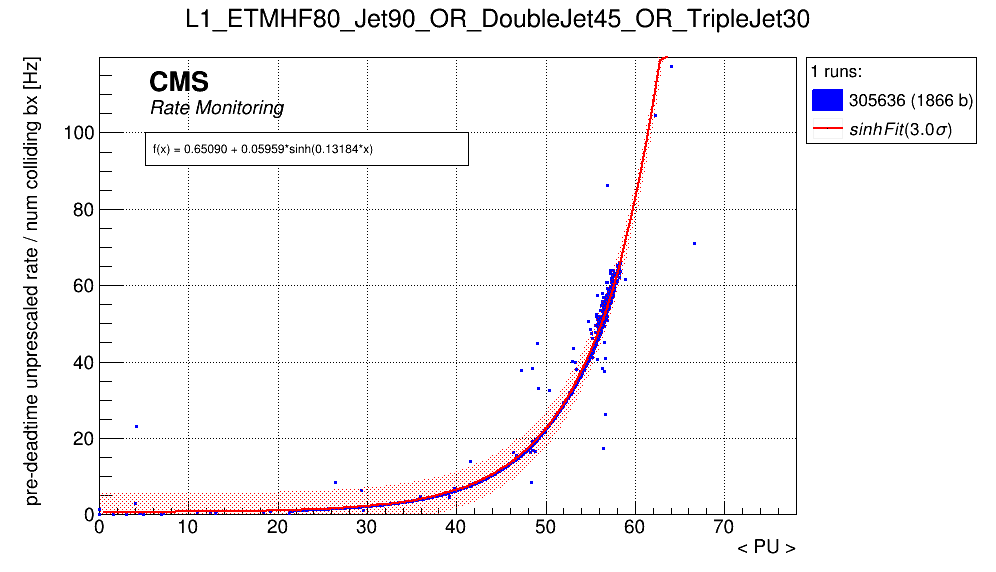 L1_ETMHF80_Jet90_OR_DoubleJet45_OR_TripleJet30
pre-deadtime unprescaled rate / num colliding bx [Hz]
CMS
Rate Monitoring
f(x) = 0.65090 + 0.05959*sinh(0.13184*x)
1 runs:
305636 (1866 b)
sinhFit(3.0σ)
100
80
60
40
20
0
0 10 20 30 40 50 60 70
< PU >